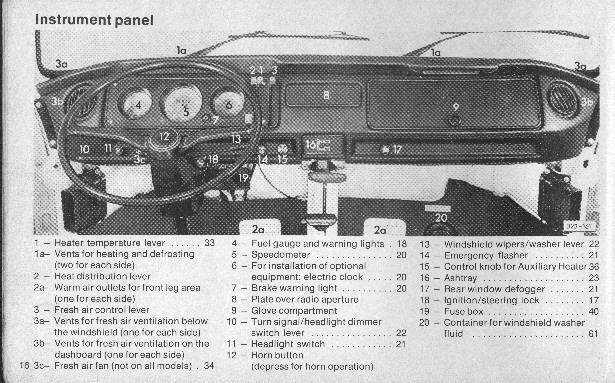 Instrument panel
1a
1a
3a
3a
2 1 3
3b
3b
4
5
6
7
8
9
10
11
12
13
3c
18
19
14
15
16
17
2a
2a
20
1 – Heater temperature lever . . . . . . 33
1a– Vents for heating and defrosting
(two for each side)
2 – Heat distribution lever
2a– Warm air outlets for front leg area
(one for each side)
3 – Fresh air control lever
3a– Vents for fresh air ventilation below
the windshield (one for each side)
3b– Vents for fresh air ventilation on the
dashboard (one for each side)
3c– Fresh air fan (not on all models) . 34
4 – Fuel gauge and warning lights . 18
5 – Speedometer . . . . . . . . . . . . . 20
6 – For installation of optional
equipment: electric clock . . . . . 20
7 – Brake warning light . . . . . . . . 20
8 – Plate over radio aperture
9 – Glove compartment
10 – Turn signal/headlight dimmer
switch lever . . . . . . . . . . . . . . 22
11 – Headlight switch . . . . . . . . . . 21
12 – Horn button
(depress for horn operation)
13 – Windshield wipers/washer lever 22
14 – Emergency flasher . . . . . . . . . 21
15 – Control knob for Auxiliary Heater 36
16 – Ashtray . . . . . . . . . . . . . . . . 23
17 – Rear window defogger . . . . . . 21
18 – Ignition/steering lock . . . . . . . 17
19 – Fuse box . . . . . . . . . . . . . . . 40
20 – Container for windshield washer
fluid . . . . . . . . . . . . . . . . . . . 61
16